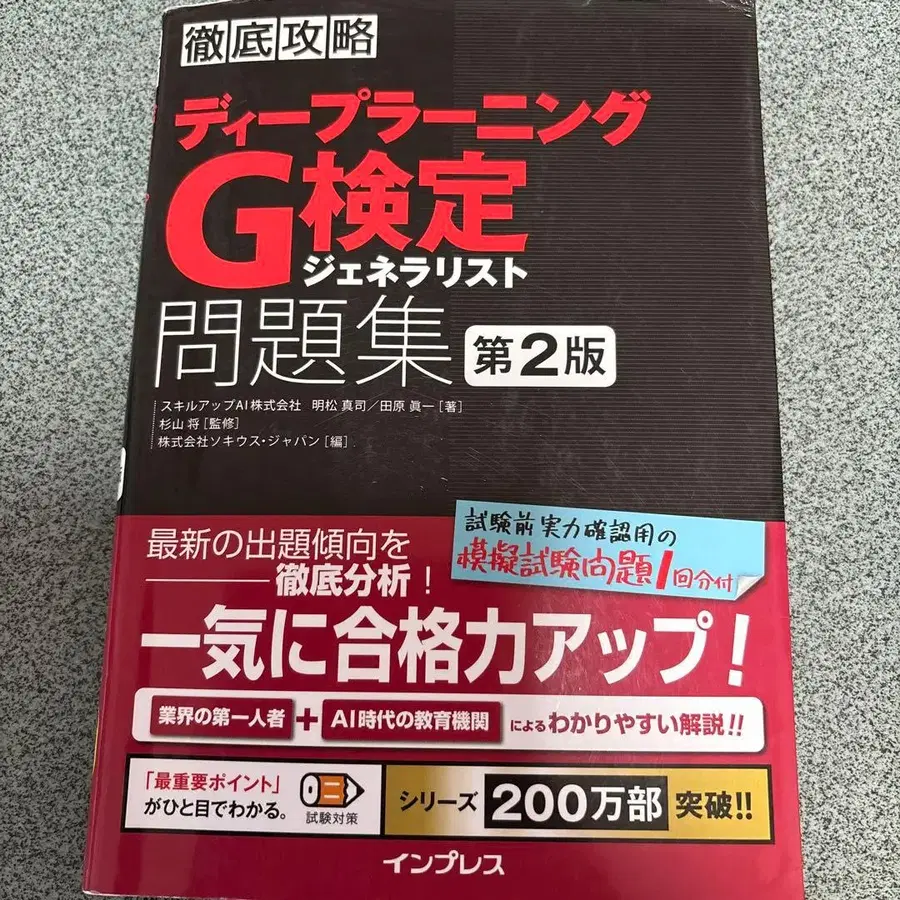 徹底攻略
ディープラーニング
G検定
ジェネラリスト
問題集 第2版
スキルアップAI株式会社 明松 真司／田原 眞一[著]
杉山 将[監修]
株式会社ソキウス・ジャパン[編]
試験前実力確認用の
模擬試験問題1回分付
最新の出題傾向を
徹底分析！
一気に合格力アップ！
業界の第一人者+AI時代の教育機関によるわかりやすい解説!!
「最重要ポイント」
がひと目でわかる。
試験対策
シリーズ200万部突破!!
インプレス